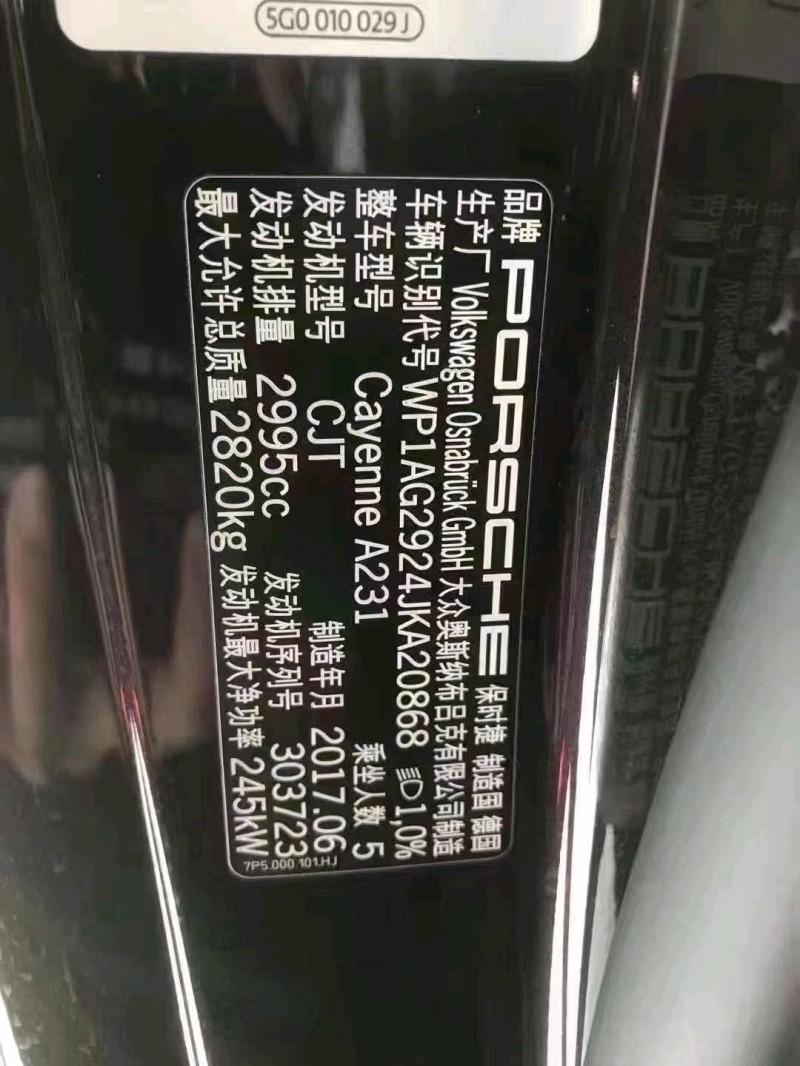 5G0 010 029 J
品牌 PORSCHE 保时捷 制造国 德国
生产厂 Volkswagen Osnabrück GmbH 大众奥斯纳布吕克有限公司制造
车辆识别代号 WP1AG2924JKA20868 1,0%
整车型号 Cayenne A231 乘坐人数 5
发动机型号 CJT 制造年月 2017.06
发动机排量 2995cc 发动机序列号 303723
最大允许总质量 2820kg 发动机最大净功率 245kW
7P5.000.101.HJ